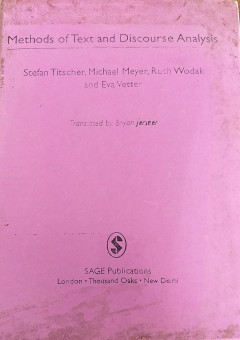 Methods of Text and Discourse Analysis
Stefan Titscher, Michael Meyer, Ruth Wodak
and Eva Vetter
Translated by Bryan Jenner
S
SAGE Publications
London • Thousand Oaks • New Delhi